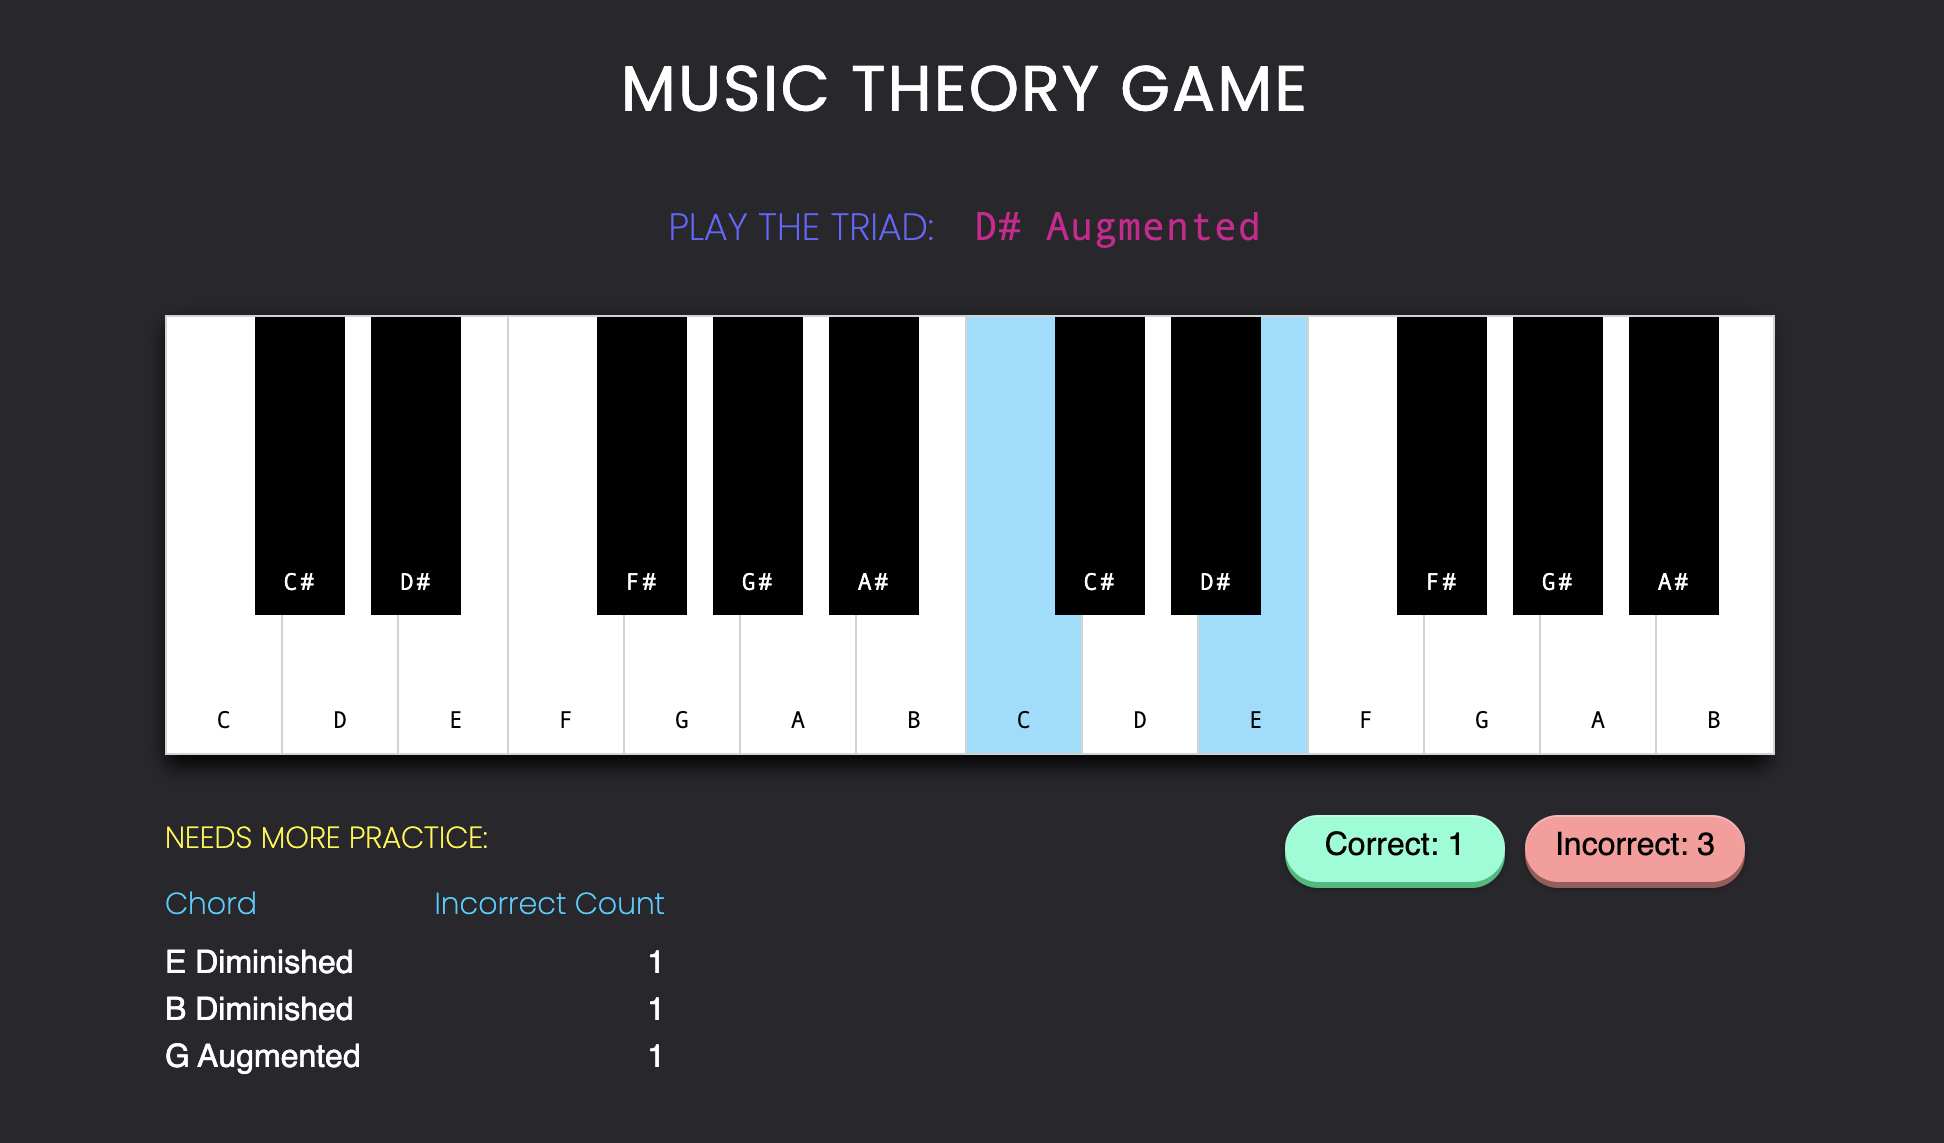 MUSIC THEORY GAME
PLAY THE TRIAD: D# Augmented
C# D# F# G# A# C# D# F# G# A#
C D E F G A B C D E F G A B
NEEDS MORE PRACTICE:
Correct: 1 Incorrect: 3
Chord Incorrect Count
E Diminished 1
B Diminished 1
G Augmented 1